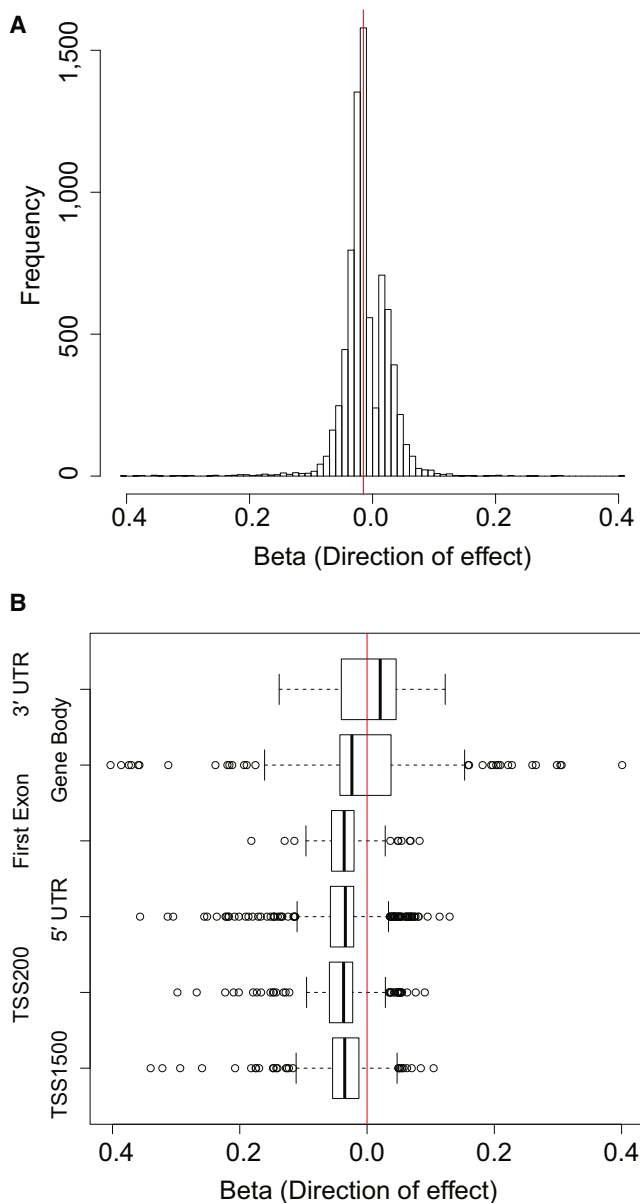 A
1,500
1,000
500
0
Frequency
0.4 0.2 0.0 0.2 0.4
Beta (Direction of effect)
B
3′ UTR
Gene Body
First Exon
5′ UTR
TSS200
TSS1500
0.4 0.2 0.0 0.2 0.4
Beta (Direction of effect)